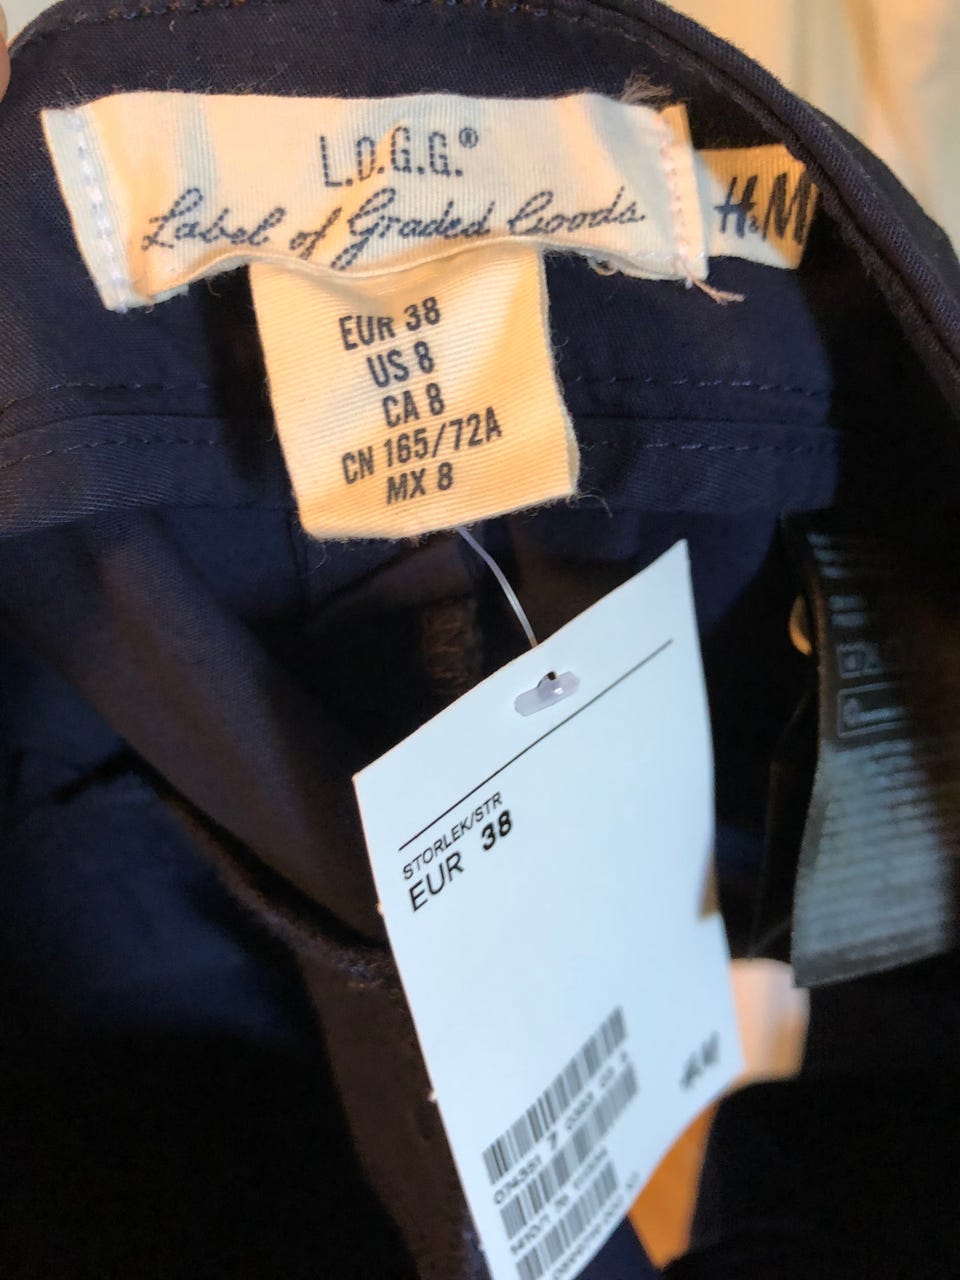 L.O.G.G.®
Label of Graded Goods
H&M
EUR 38
US 8
CA 8
CN 165/72A
MX 8
STORLEK/STR
EUR 38
H&M